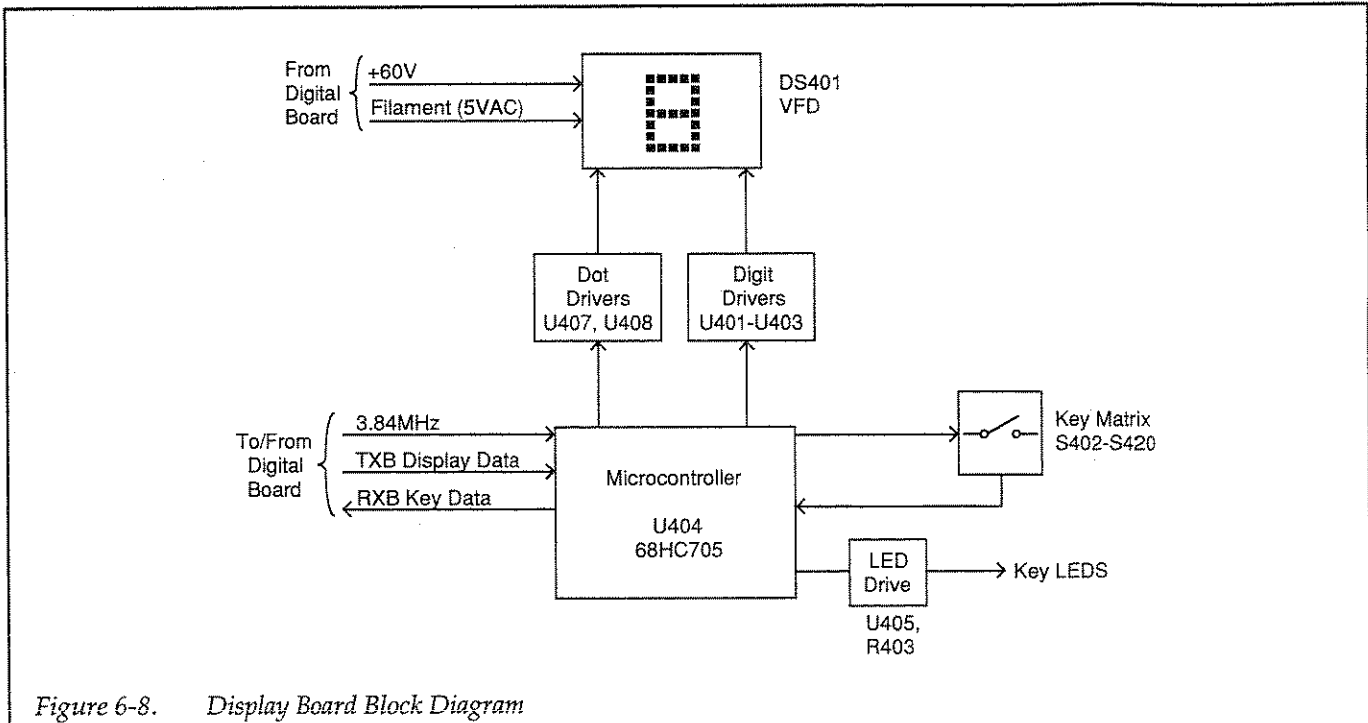 From
Digital
Board
+60V
Filament (5VAC)
DS401
VFD
Dot
Drivers
U407, U408
Digit
Drivers
U401-U403
To/From
Digital
Board
3.84MHz
TXB Display Data
RXB Key Data
Microcontroller
U404
68HC705
Key Matrix
S402-S420
LED
Drive
Key LEDS
U405,
R403
Figure 6-8. Display Board Block Diagram